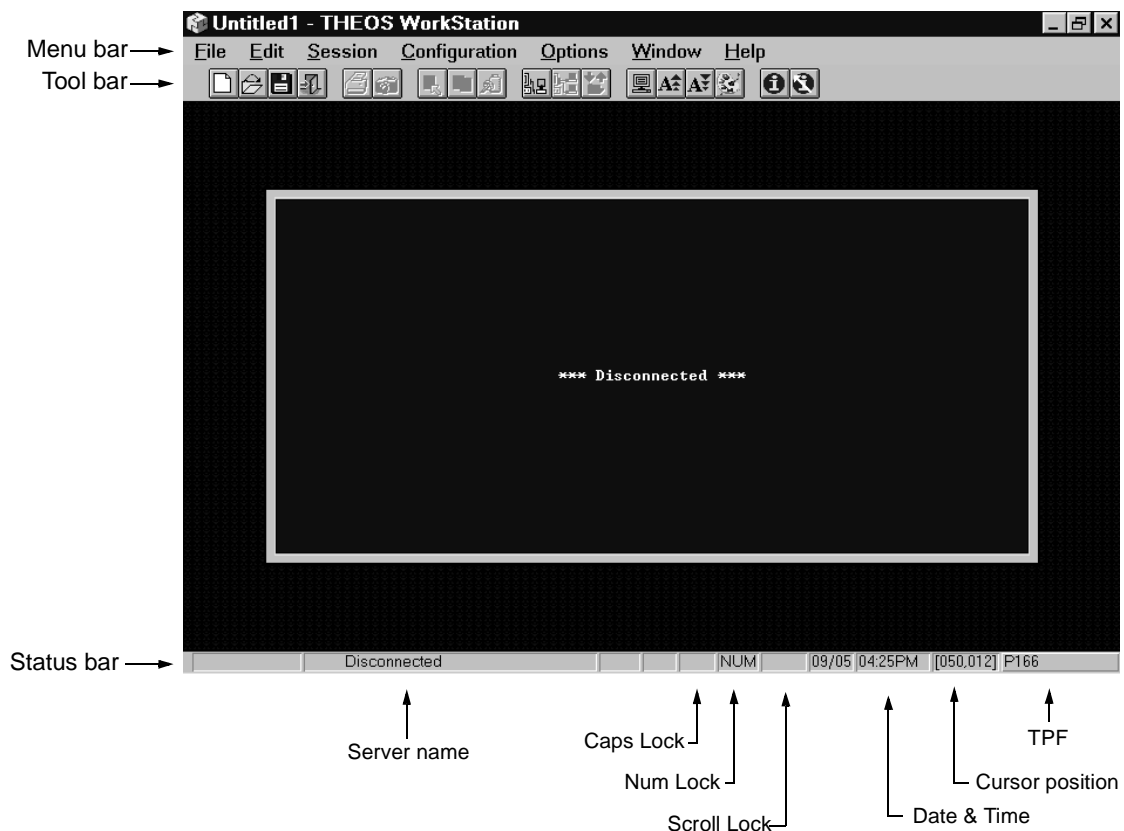 Untitled1 - THEOS WorkStation
Menu bar
File Edit Session Configuration Options Window Help
Tool bar
*** Disconnected ***
Status bar
Disconnected NUM 09/05 04:25PM [050,012] P166
Server name
Caps Lock
TPF
Num Lock
Cursor position
Scroll Lock
Date & Time